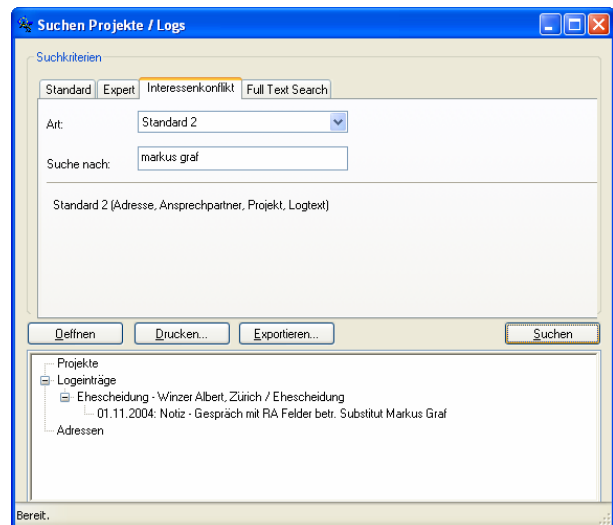 Suchen Projekte / Logs
Suchkriterien
Standard Expert Interessenkonflikt Full Text Search
Art: Standard 2
Suche nach: markus graf
Standard 2 (Adresse, Ansprechpartner, Projekt, Logtext)
Oeffnen Drucken... Exportieren... Suchen
Projekte
Logeinträge
Ehescheidung - Winzer Albert, Zürich / Ehescheidung
01.11.2004: Notiz - Gespräch mit RA Felder betr. Substitut Markus Graf
Adressen
Bereit.